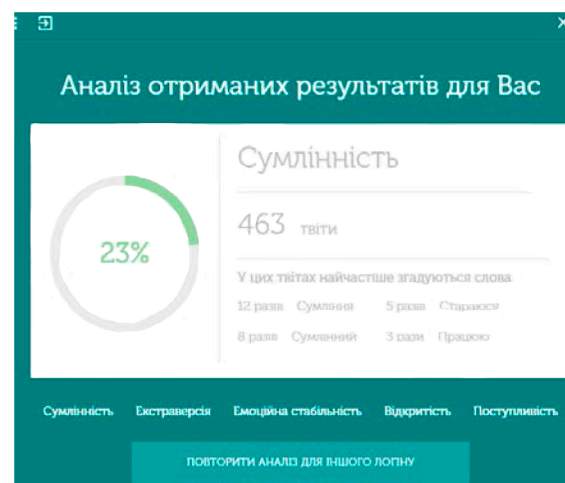 Аналіз отриманих результатів для Вас
Сумлінність
23%
463 твіти
У цих твітах найчастіше згадуються слова
12 разів Сумління 5 разів Стараюся
8 разів Сумлінний 3 рази Працюю
Сумлінність Екстраверсія Емоційна стабільність Відкритість Поступливість
ПОВТОРИТИ АНАЛІЗ ДЛЯ ІНШОГО ЛОГІНУ